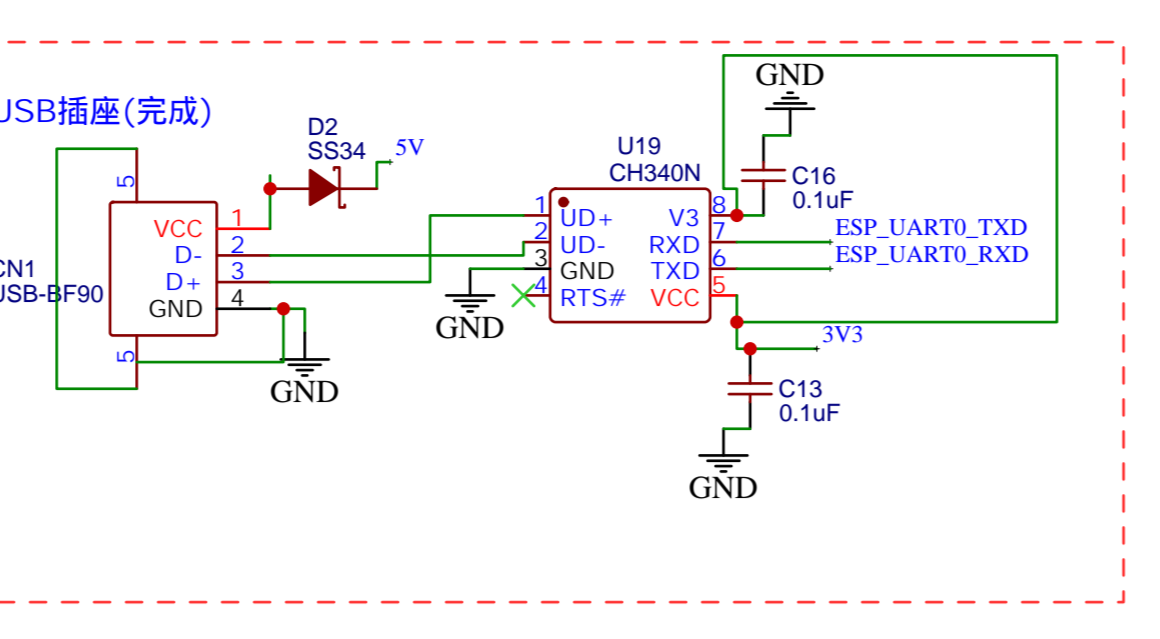 USB插座(完成)
D2
SS34
5V
5
VCC 1
D- 2
D+ 3
GND 4
5
CN1
USB-BF90
GND
U19
CH340N
1 UD+
2 UD-
3 GND
4 RTS#
V3 8
RXD 7
TXD 6
VCC 5
GND
GND
C16
0.1uF
ESP_UART0_TXD
ESP_UART0_RXD
3V3
C13
0.1uF
GND